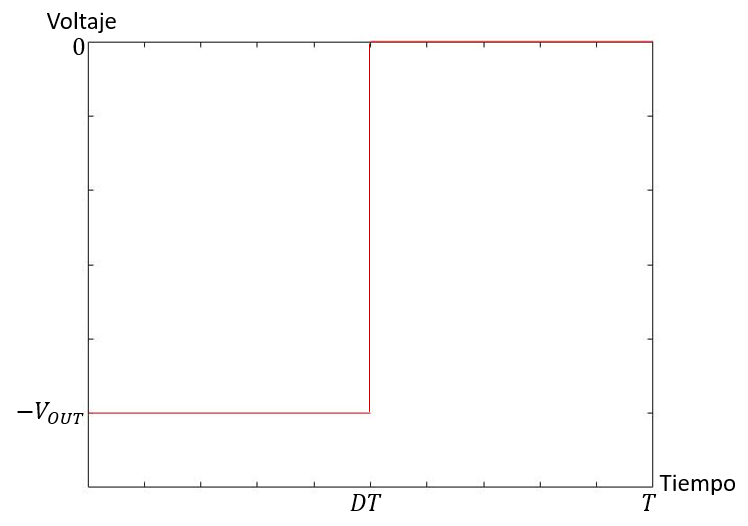 Voltaje
0
−V_OUT
Tiempo
DT
T